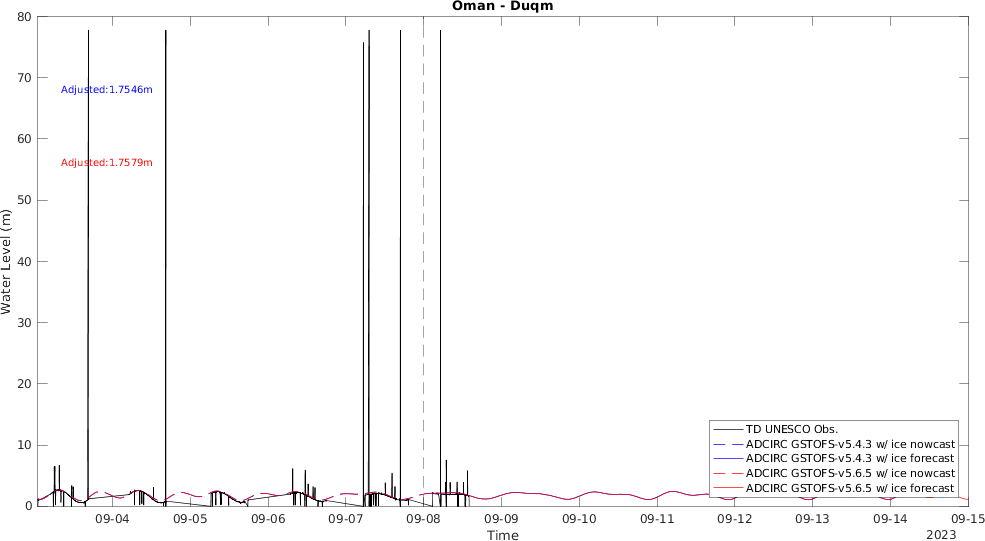 Oman - Duqm
80
70
60
50
40
30
20
10
0
Water Level (m)
Adjusted:1.7546m
Adjusted:1.7579m
TD UNESCO Obs.
ADCIRC GSTOFS-v5.4.3 w/ ice nowcast
ADCIRC GSTOFS-v5.4.3 w/ ice forecast
ADCIRC GSTOFS-v5.6.5 w/ ice nowcast
ADCIRC GSTOFS-v5.6.5 w/ ice forecast
09-04 09-05 09-06 09-07 09-08 09-09 09-10 09-11 09-12 09-13 09-14 09-15
Time
2023